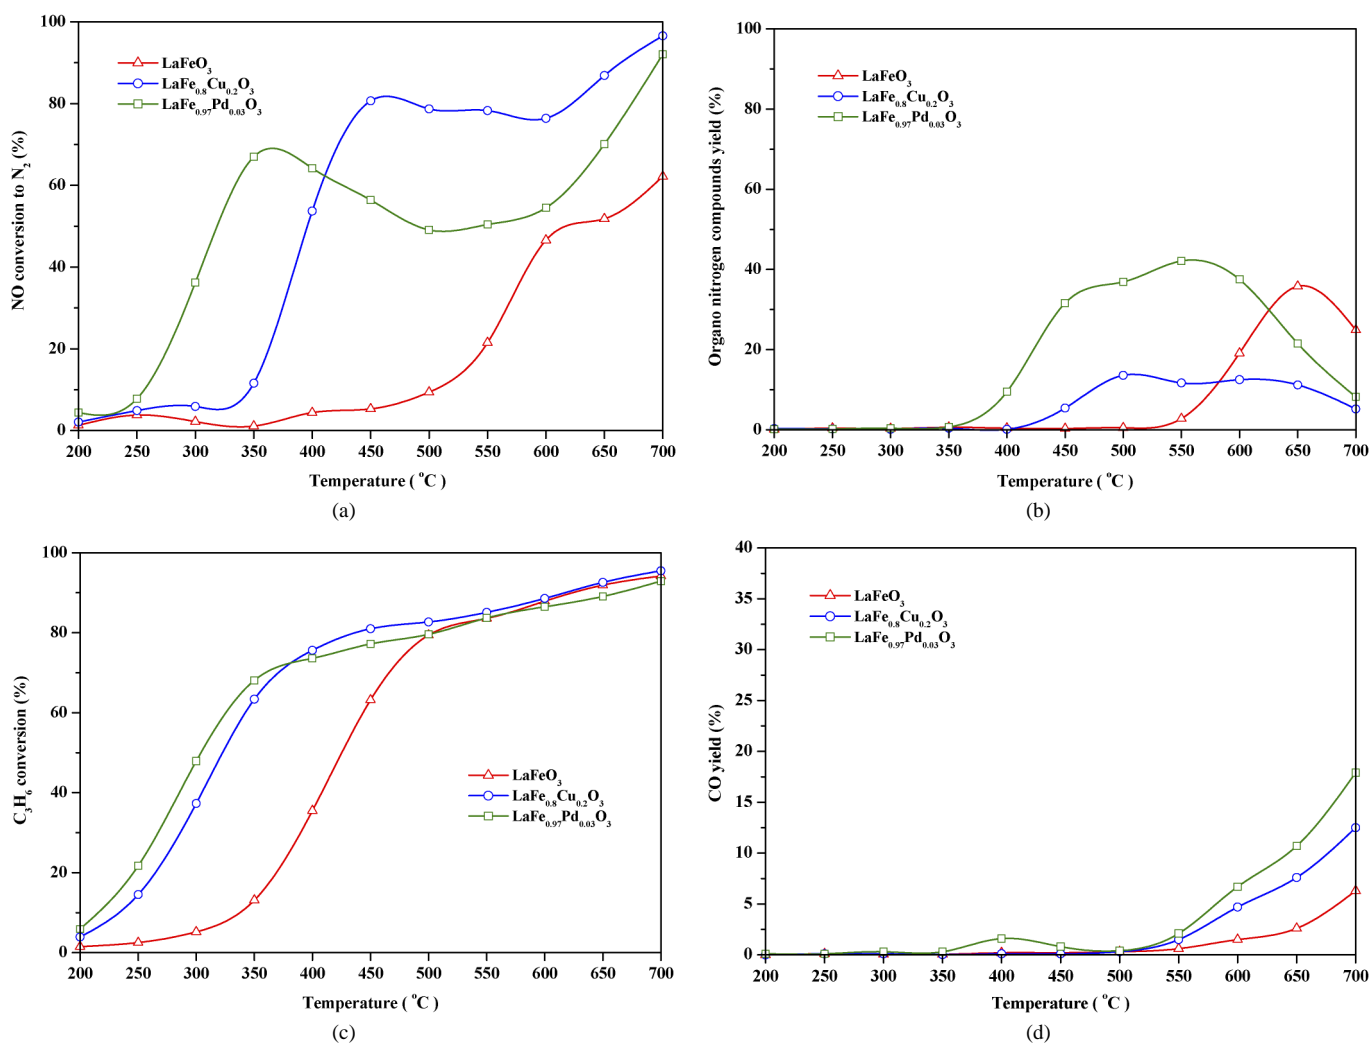 100
80
60
40
20
0
NO conversion to N2 (%)
LaFeO3
LaFe0.8Cu0.2O3
LaFe0.97Pd0.03O3
200 250 300 350 400 450 500 550 600 650 700
Temperature ( oC )
(a)
100
80
60
40
20
0
Organo nitrogen compounds yield (%)
LaFeO3
LaFe0.8Cu0.2O3
LaFe0.97Pd0.03O3
200 250 300 350 400 450 500 550 600 650 700
Temperature ( oC )
(b)
100
80
60
40
20
0
C3H6 conversion (%)
LaFeO3
LaFe0.8Cu0.2O3
LaFe0.97Pd0.03O3
200 250 300 350 400 450 500 550 600 650 700
Temperature ( oC )
(c)
40
35
30
25
20
15
10
5
0
CO yield (%)
LaFeO3
LaFe0.8Cu0.2O3
LaFe0.97Pd0.03O3
200 250 300 350 400 450 500 550 600 650 700
Temperature ( oC )
(d)